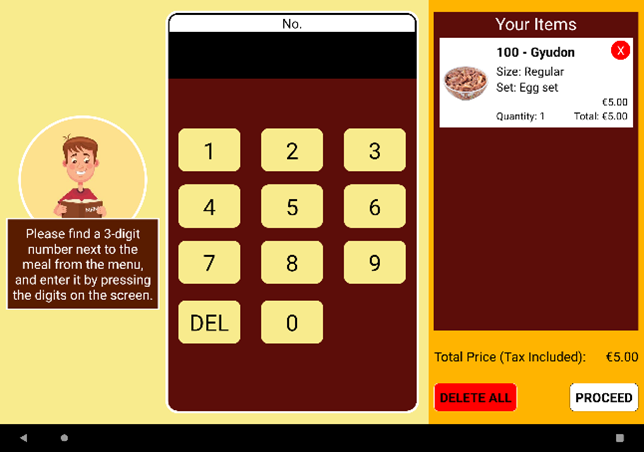 No.
1 2 3
4 5 6
7 8 9
DEL 0
Please find a 3-digit
number next to the
meal from the menu,
and enter it by pressing
the digits on the screen.
Your Items
100 - Gyudon
X
Size: Regular
Set: Egg set
€5.00
Quantity: 1 Total: €5.00
Total Price (Tax Included): €5.00
DELETE ALL PROCEED